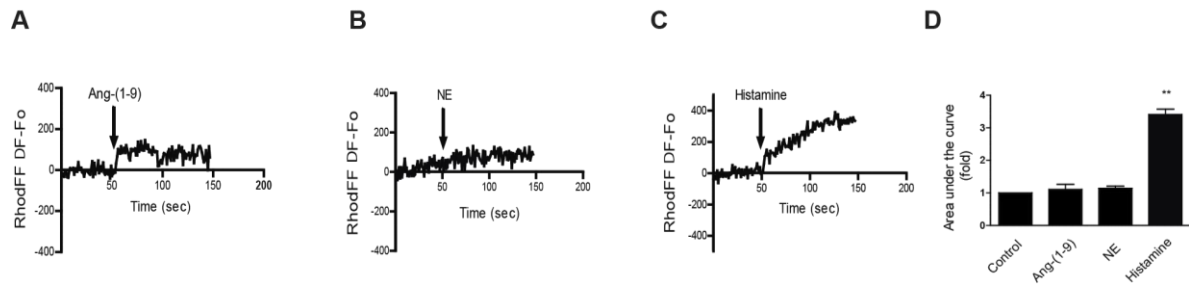 A
B
C
D
RhodFF DF-Fo
400
200
0
-200
-400
Ang-(1-9)
50
100
150
200
Time (sec)
RhodFF DF-Fo
400
200
0
-200
-400
NE
50
100
150
200
Time (sec)
RhodFF DF-Fo
400
200
0
-200
-400
Histamine
50
100
150
200
Time (sec)
Area under the curve
(fold)
4
3
2
1
0
**
Control
Ang-(1-9)
NE
Histamine